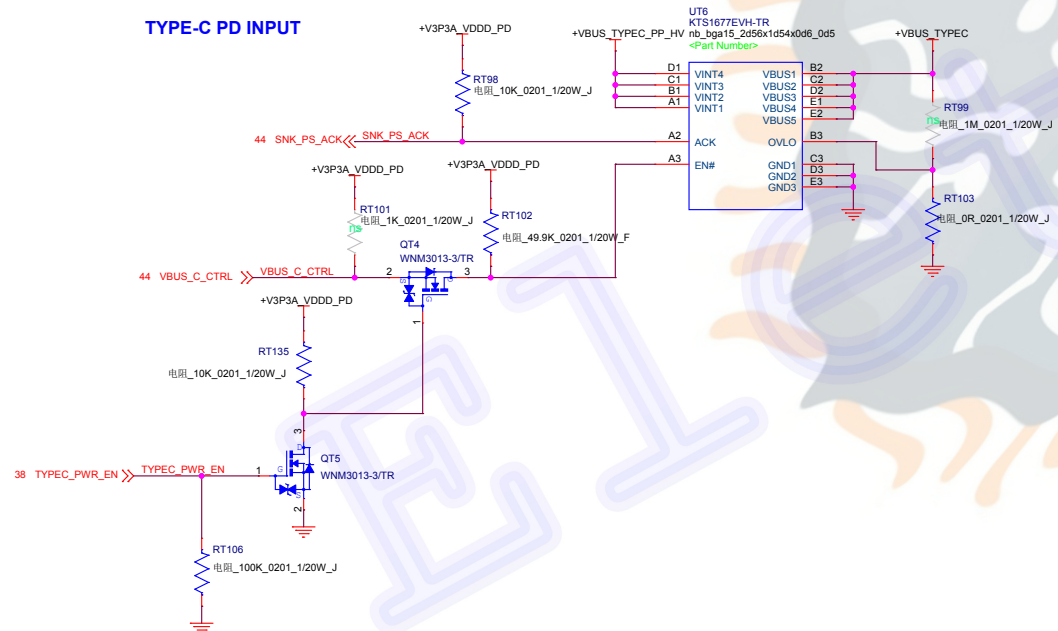 TYPE-C PD INPUT
UT6
KTS1677EVH-TR
nb_bga15_2d56x1d54x0d6_0d5
<Part Number>
+VBUS_TYPEC_PP_HV
+VBUS_TYPEC
D1 VINT4
C1 VINT3
B1 VINT2
A1 VINT1
A2 ACK
A3 EN#
VBUS1 B2
VBUS2 C2
VBUS3 D2
VBUS4 E1
VBUS5 E2
OVLO B3
GND1 C3
GND2 D3
GND3 E3
RT99
ns
电阻_1M_0201_1/20W_J
RT103
电阻_0R_0201_1/20W_J
+V3P3A_VDDD_PD
RT98
电阻_10K_0201_1/20W_J
44 SNK_PS_ACK
SNK_PS_ACK
+V3P3A_VDDD_PD
RT101
电阻_1K_0201_1/20W_J
ns
+V3P3A_VDDD_PD
RT102
电阻_49.9K_0201_1/20W_F
QT4
WNM3013-3/TR
2
S
D
3
G
1
44 VBUS_C_CTRL
VBUS_C_CTRL
+V3P3A_VDDD_PD
RT135
电阻_10K_0201_1/20W_J
3
D
QT5
WNM3013-3/TR
1
G
S
2
38 TYPEC_PWR_EN
TYPEC_PWR_EN
RT106
电阻_100K_0201_1/20W_J